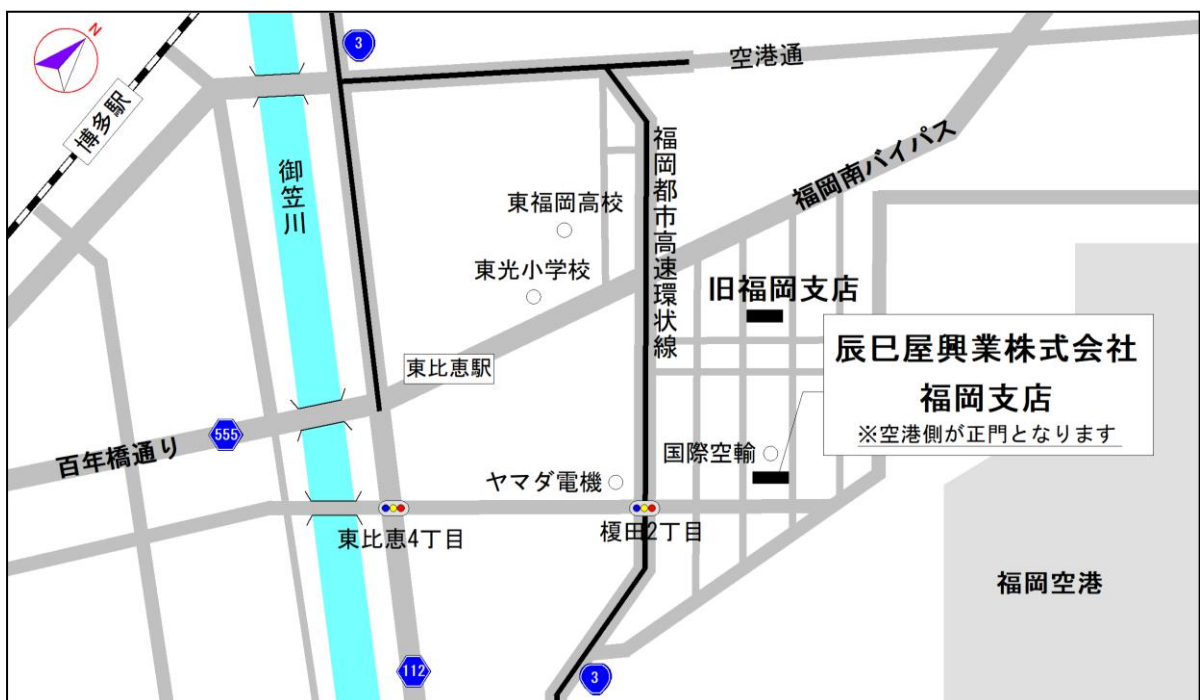 N
3
空港通
博多駅
御笠川
福岡都市高速環状線
福岡南バイパス
東福岡高校
東光小学校
旧福岡支店
辰巳屋興業株式会社
福岡支店
※空港側が正門となります
東比恵駅
555
百年橋通り
国際空輸
ヤマダ電機
東比恵4丁目
榎田2丁目
福岡空港
112
3